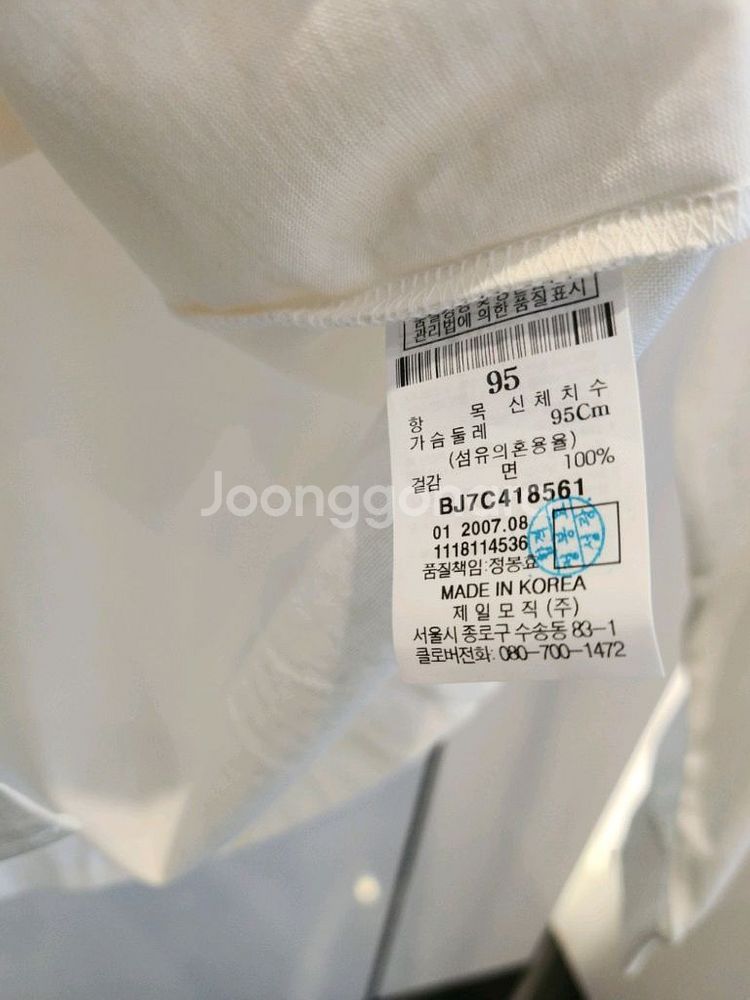 관리법에 의한 품질 표시
95
항 목 신 체 치 수
가슴둘레 95Cm
(섬유의혼용율)
겉감 면 100%
BJ7C418561
01 2007.08
1118114536
품질책임:정봉효
MADE IN KOREA
제 일 모 직 (주)
서울시 종로구 수송동 83-1
클로버전화: 080-700-1472